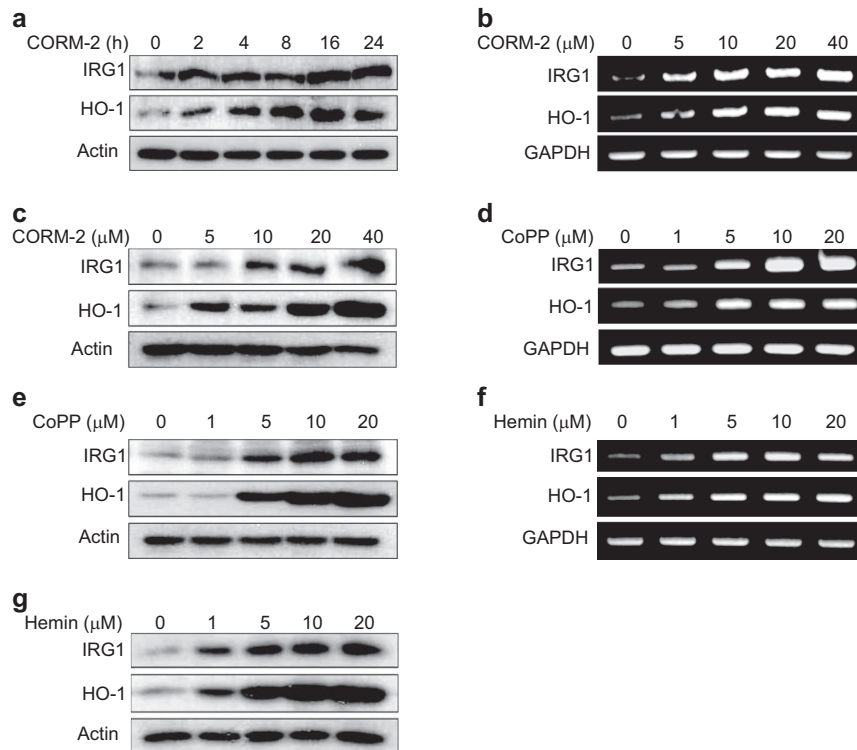 a
CORM-2 (h) 0 2 4 8 16 24
IRG1
HO-1
Actin
b
CORM-2 (μM) 0 5 10 20 40
IRG1
HO-1
GAPDH
c
CORM-2 (μM) 0 5 10 20 40
IRG1
HO-1
Actin
d
CoPP (μM) 0 1 5 10 20
IRG1
HO-1
GAPDH
e
CoPP (μM) 0 1 5 10 20
IRG1
HO-1
Actin
f
Hemin (μM) 0 1 5 10 20
IRG1
HO-1
GAPDH
g
Hemin (μM) 0 1 5 10 20
IRG1
HO-1
Actin